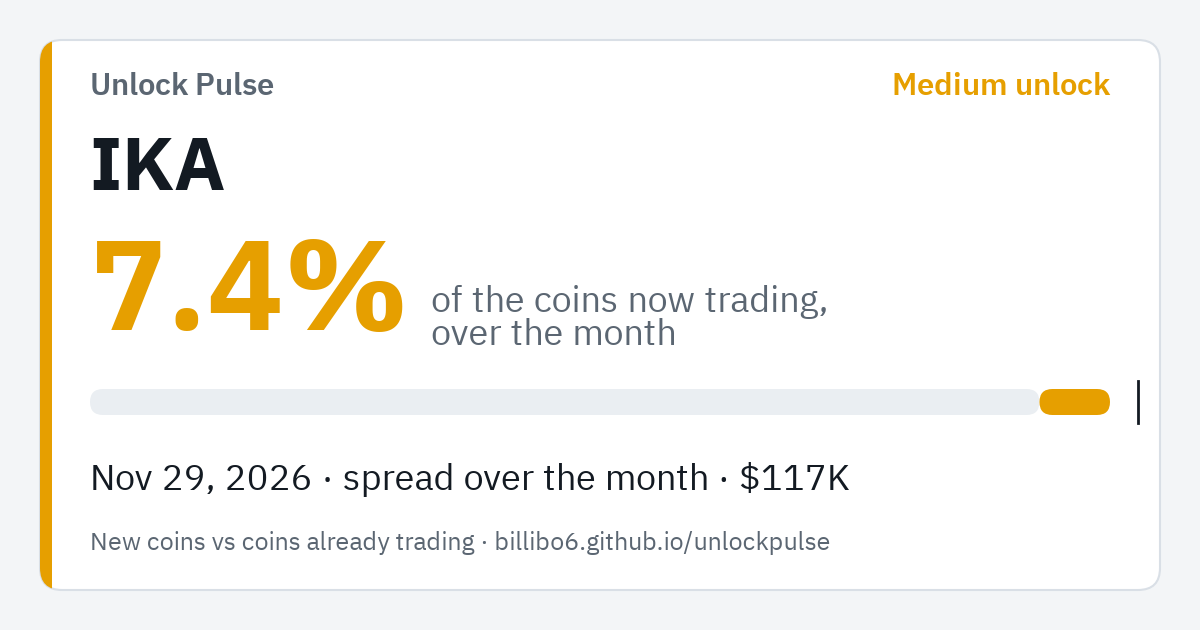 Unlock Pulse
Medium unlock
IKA
7.4%
of the coins now trading,
over the month
Nov 29, 2026 · spread over the month · $117K
New coins vs coins already trading · billibo6.github.io/unlockpulse